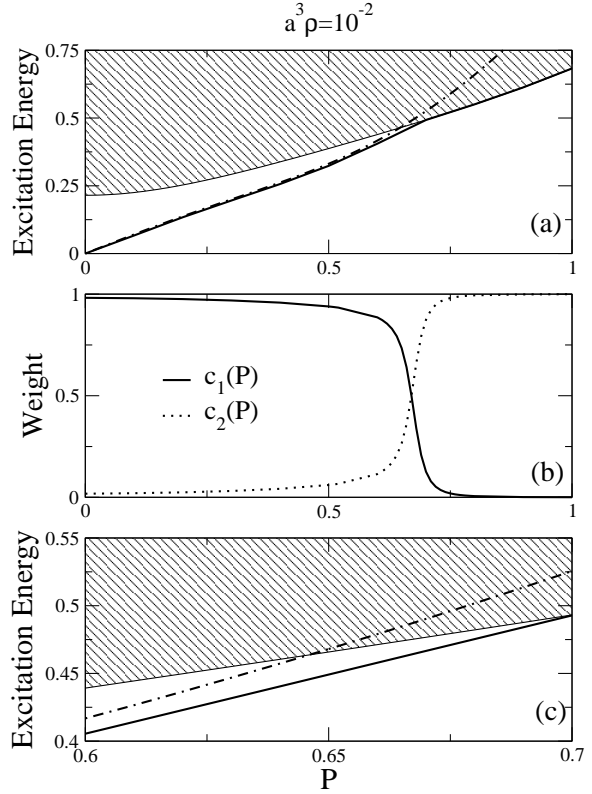 a³ρ=10⁻²
Excitation Energy
0.75
0.5
0.25
0
0 0.5 1
(a)
Weight
1
0.5
0
c₁(P)
c₂(P)
(b)
0 0.5 1
Excitation Energy
0.55
0.5
0.45
0.4
(c)
0.6 0.65 0.7
P